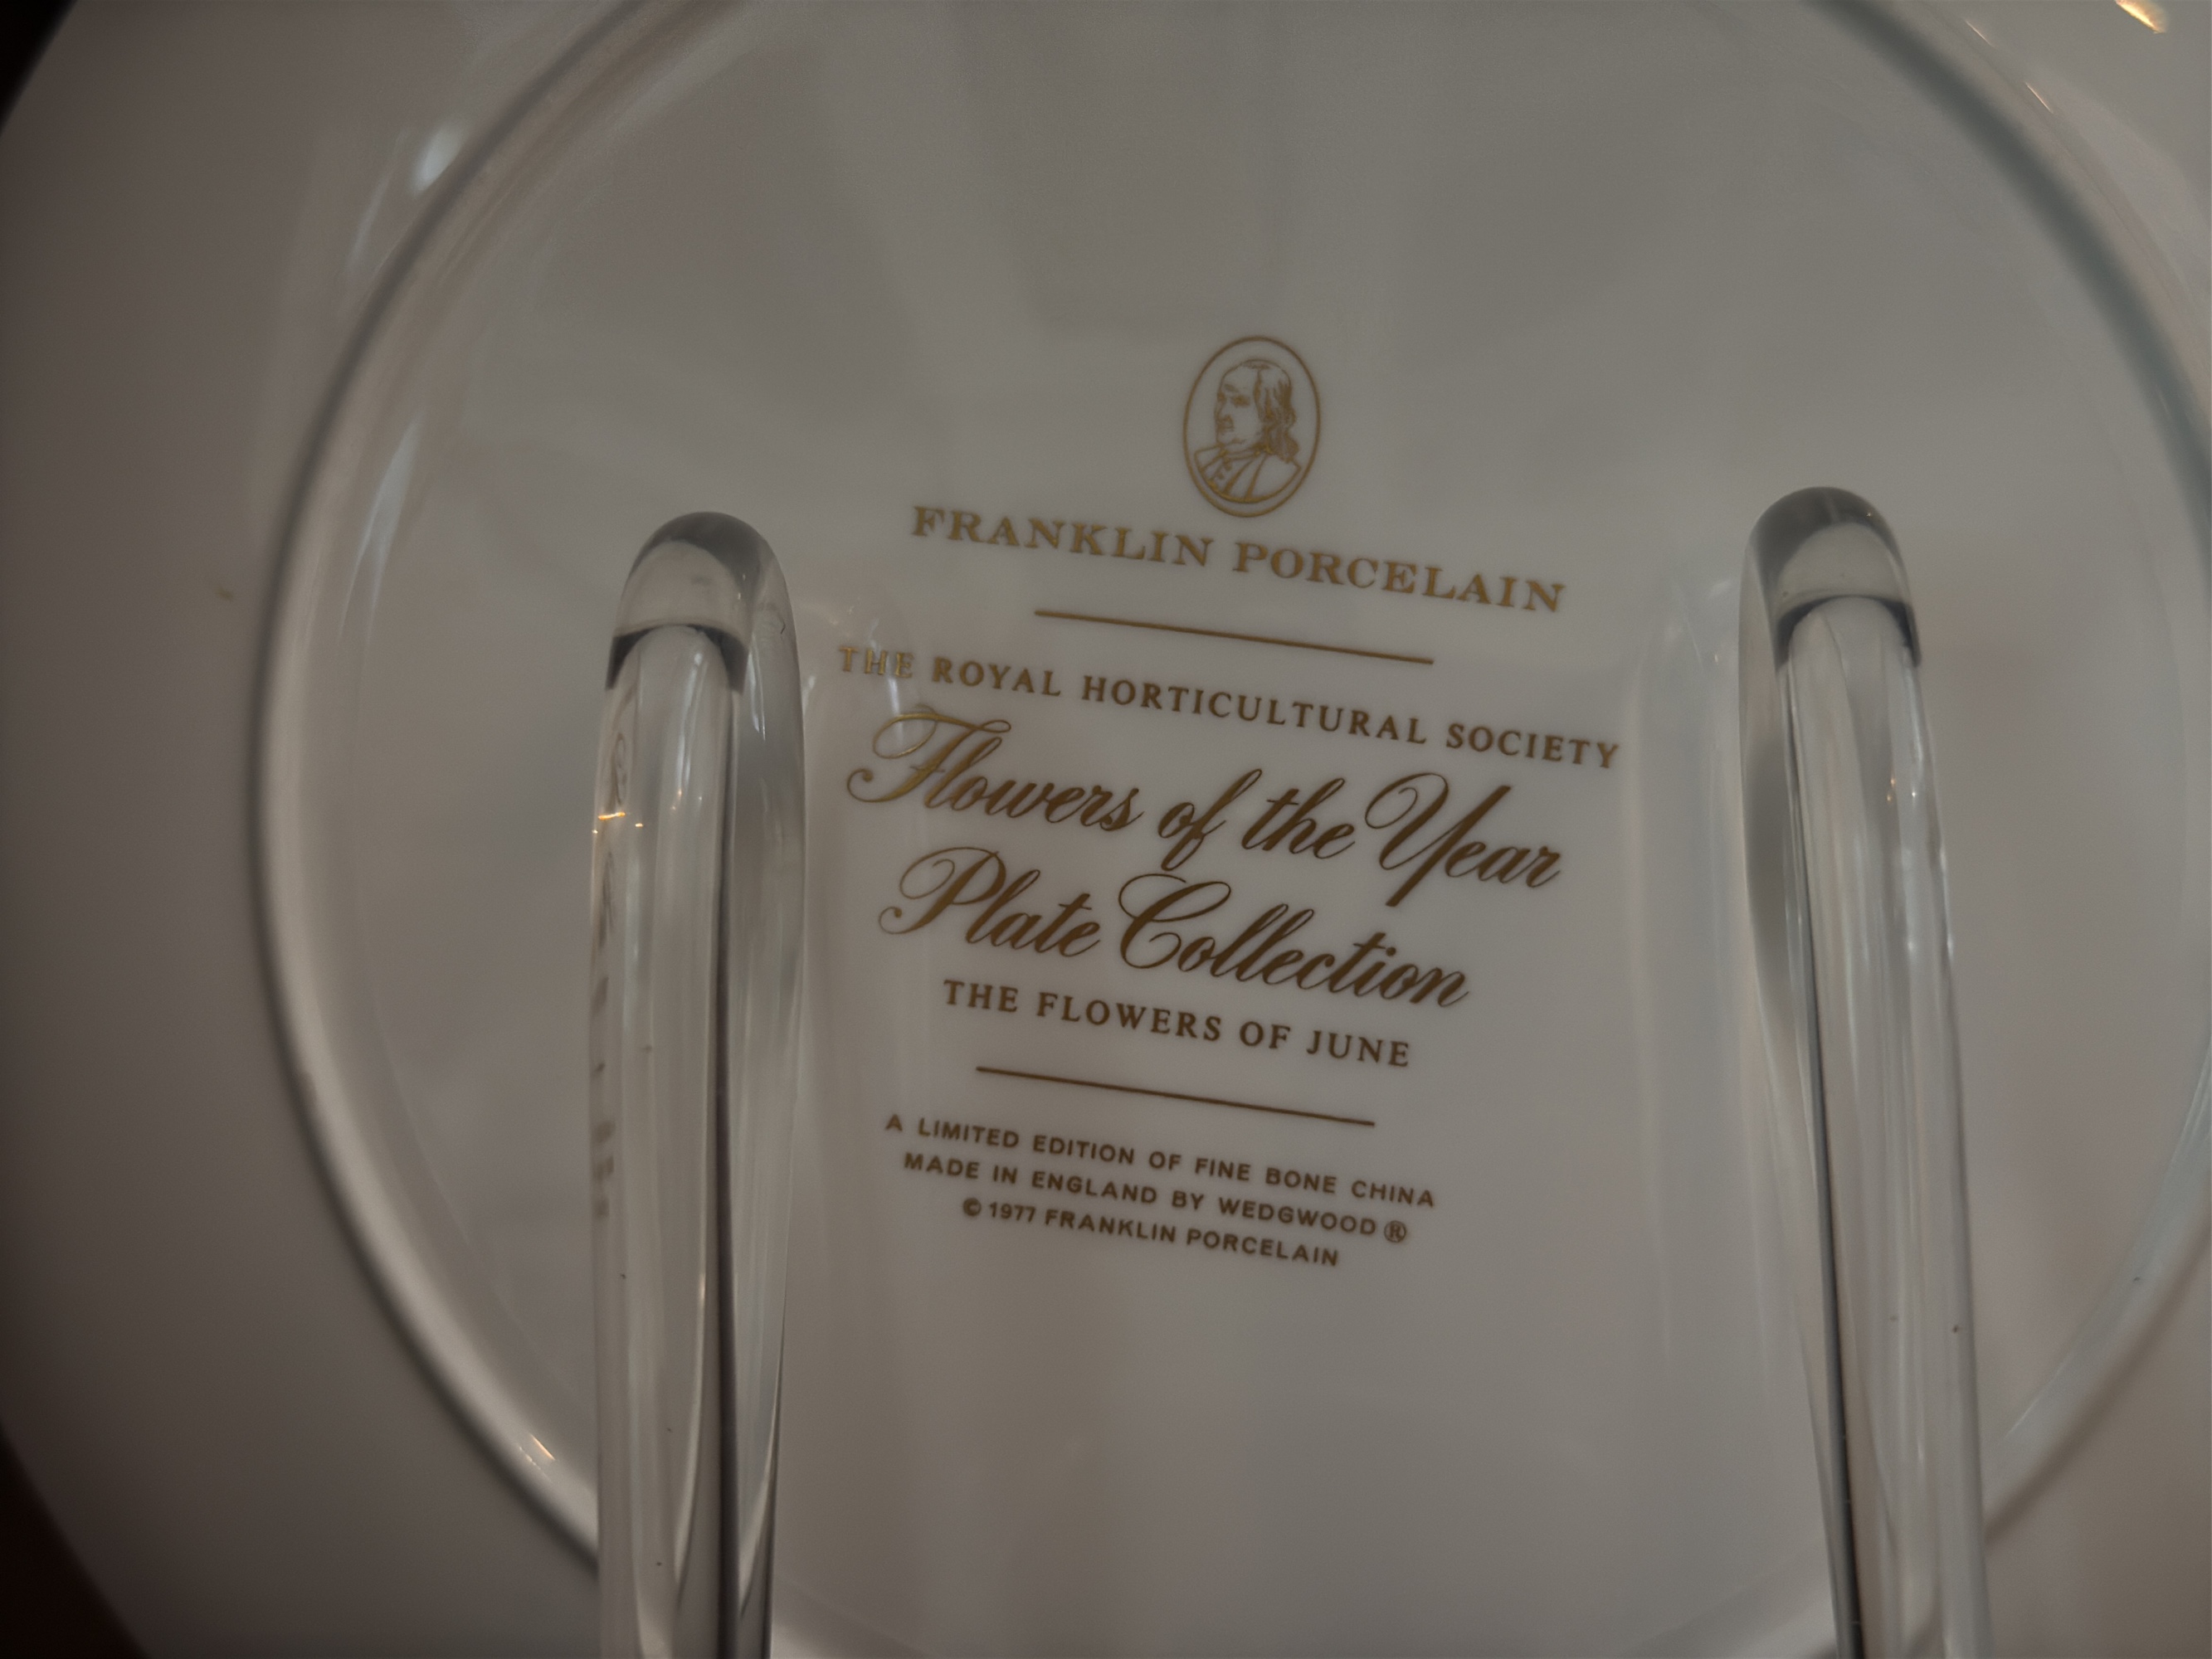 FRANKLIN PORCELAIN
THE ROYAL HORTICULTURAL SOCIETY
Flowers of the Year
Plate Collection
THE FLOWERS OF JUNE
A LIMITED EDITION OF FINE BONE CHINA
MADE IN ENGLAND BY WEDGWOOD ®
© 1977 FRANKLIN PORCELAIN